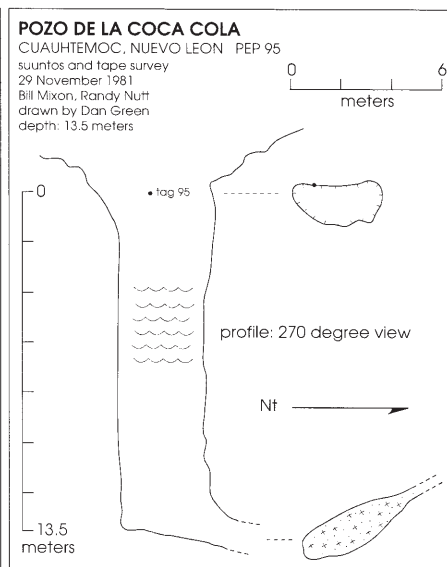 POZO DE LA COCA COLA
CUAUHTEMOC, NUEVO LEON PEP 95
suuntos and tape survey
29 November 1981
Bill Mixon, Randy Nutt
drawn by Dan Green
depth: 13.5 meters
0 6
meters
0
tag 95
profile: 270 degree view
Nt
13.5
meters